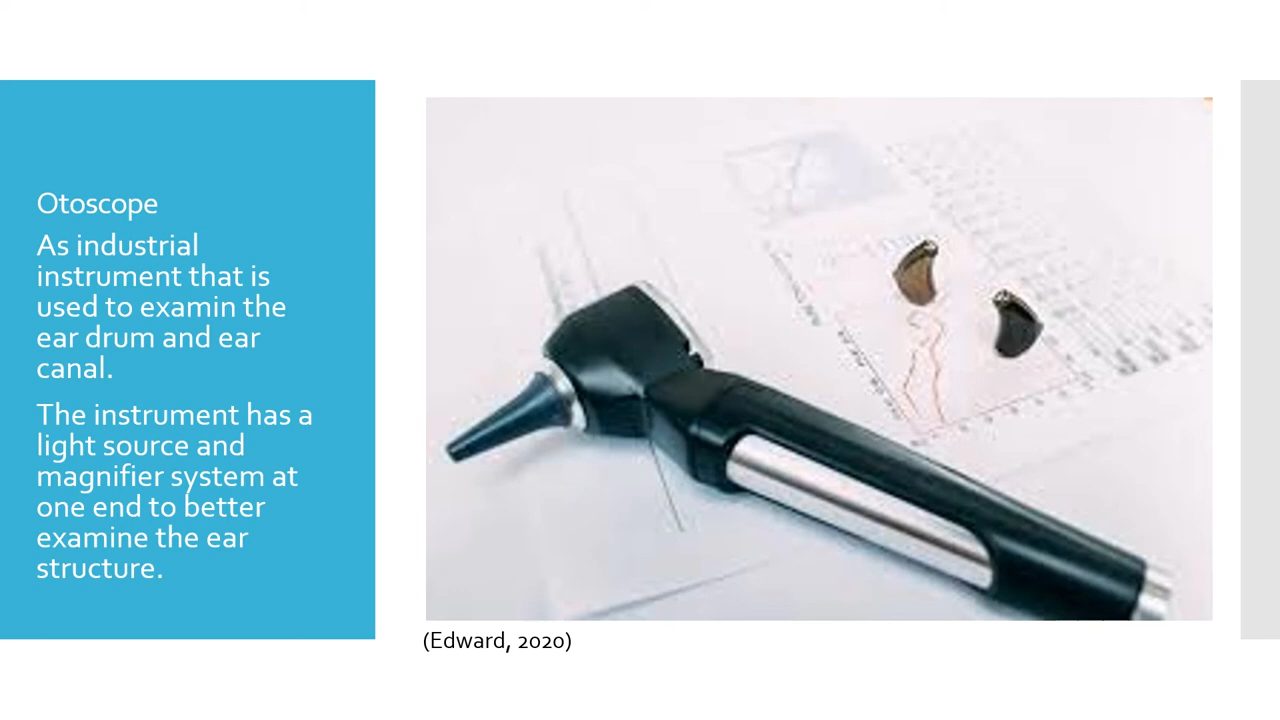 Otoscope
As industrial
instrument that is
used to examin the
ear drum and ear
canal.
The instrument has a
light source and
magnifier system at
one end to better
examine the ear
structure.
(Edward, 2020)